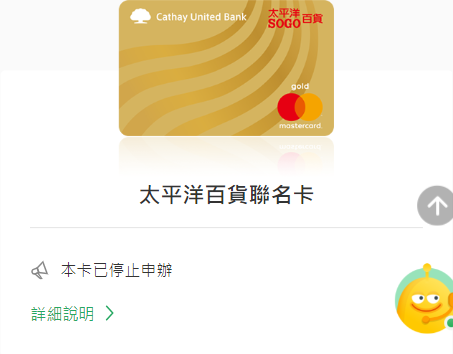 Cathay United Bank
太平洋
SOGO百貨
gold
mastercard
太平洋百貨聯名卡
本卡已停止申辦
詳細說明